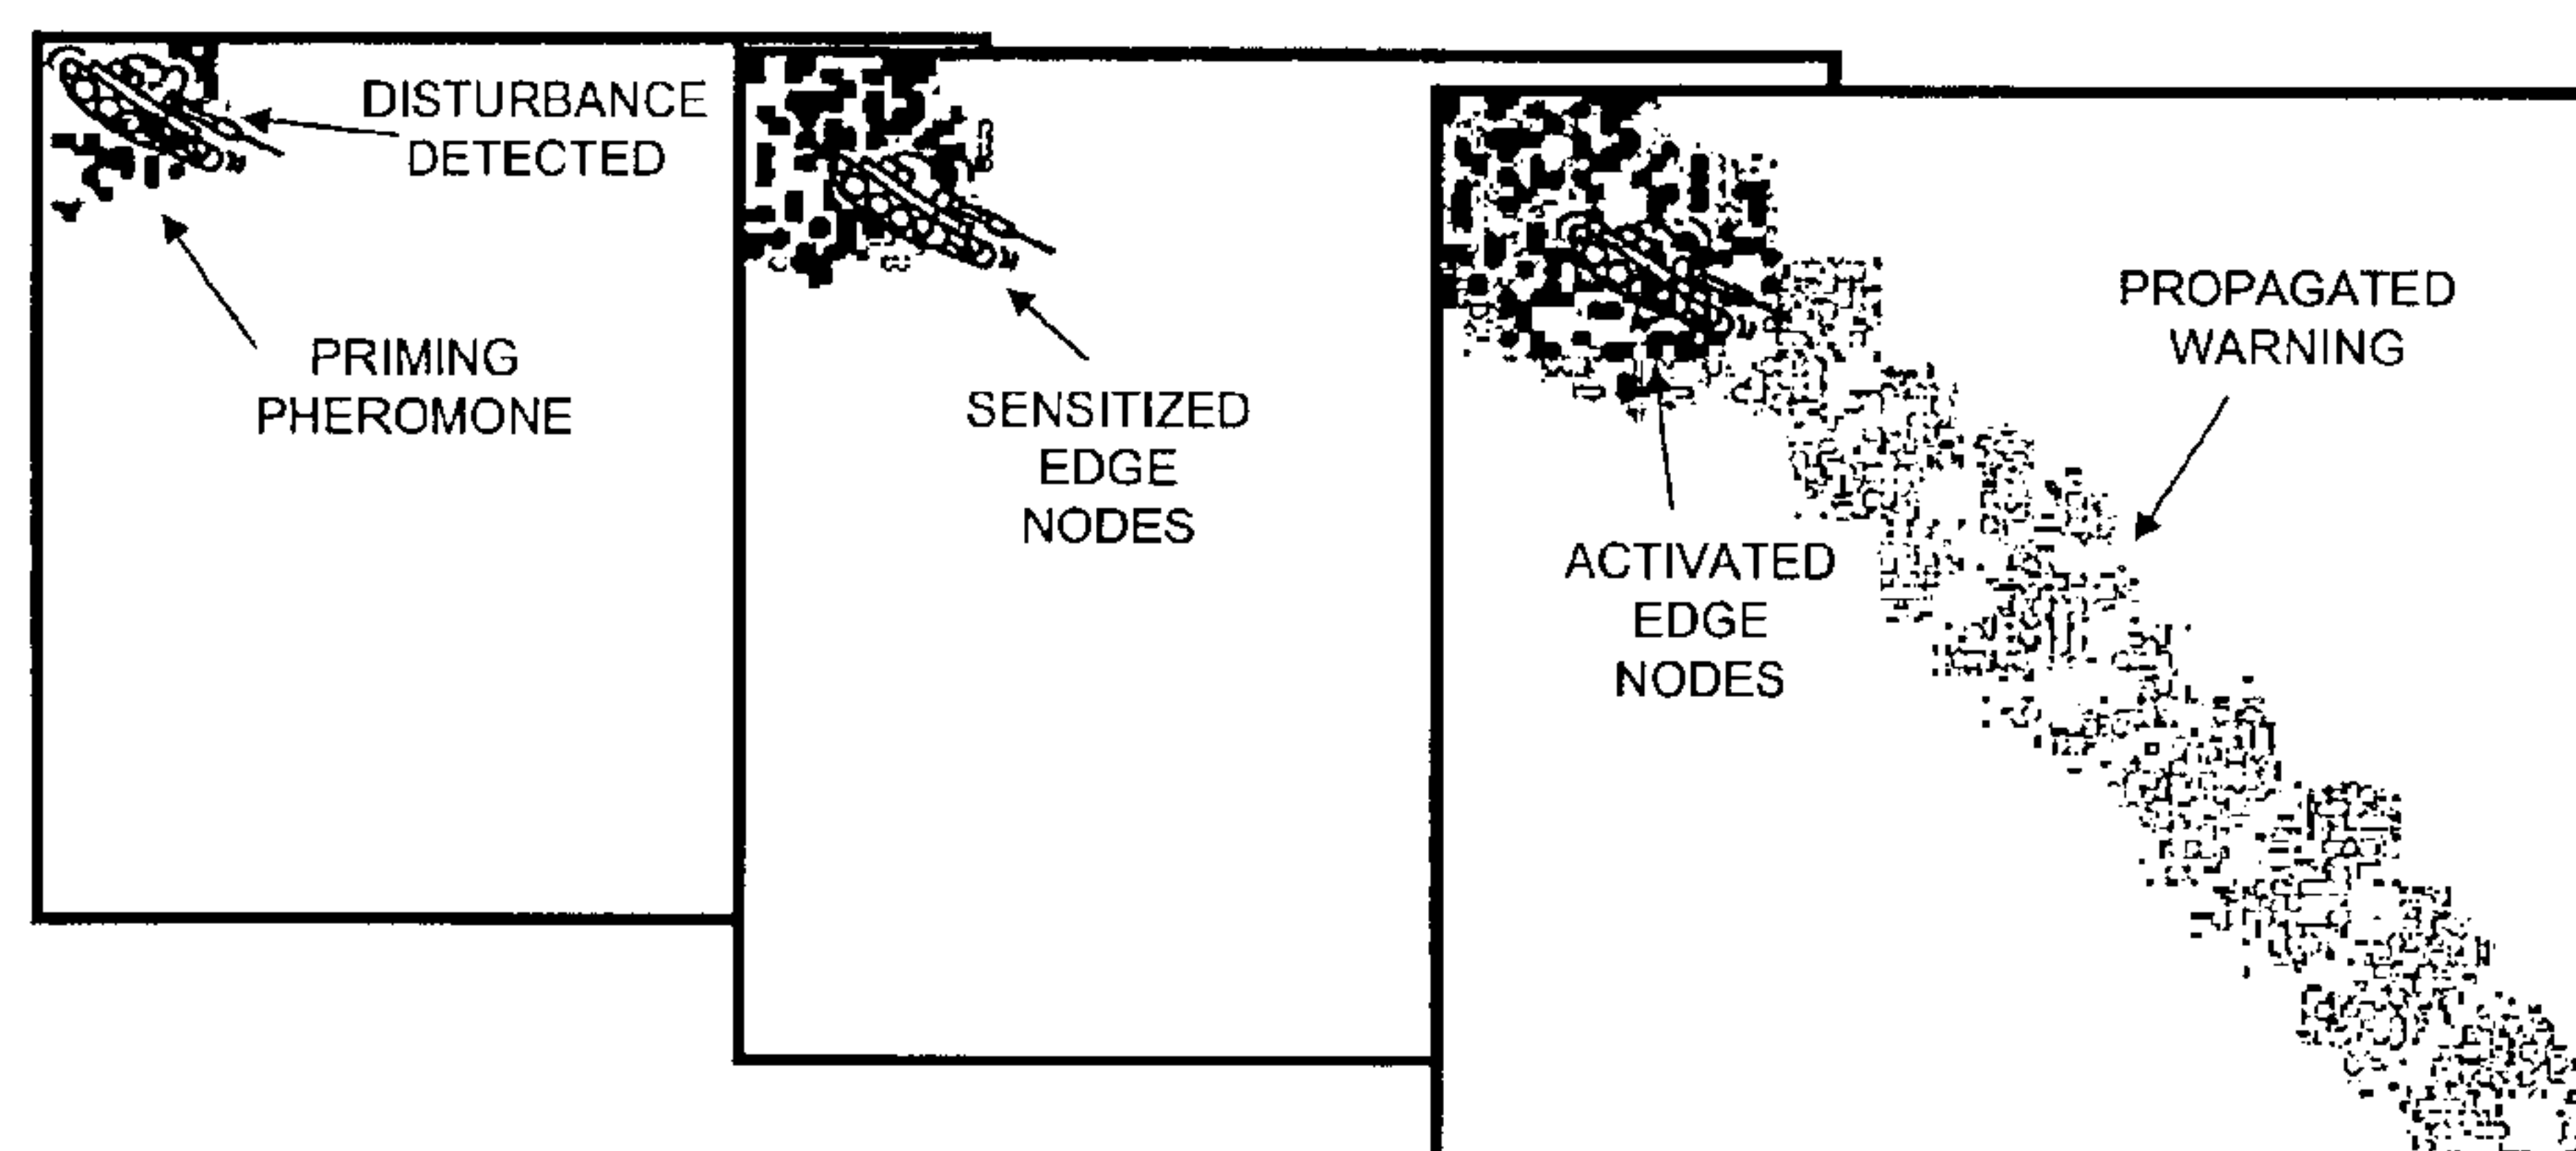 DISTURBANCE
DETECTED
PRIMING
PHEROMONE
SENSITIZED
EDGE
NODES
ACTIVATED
EDGE
NODES
PROPAGATED
WARNING